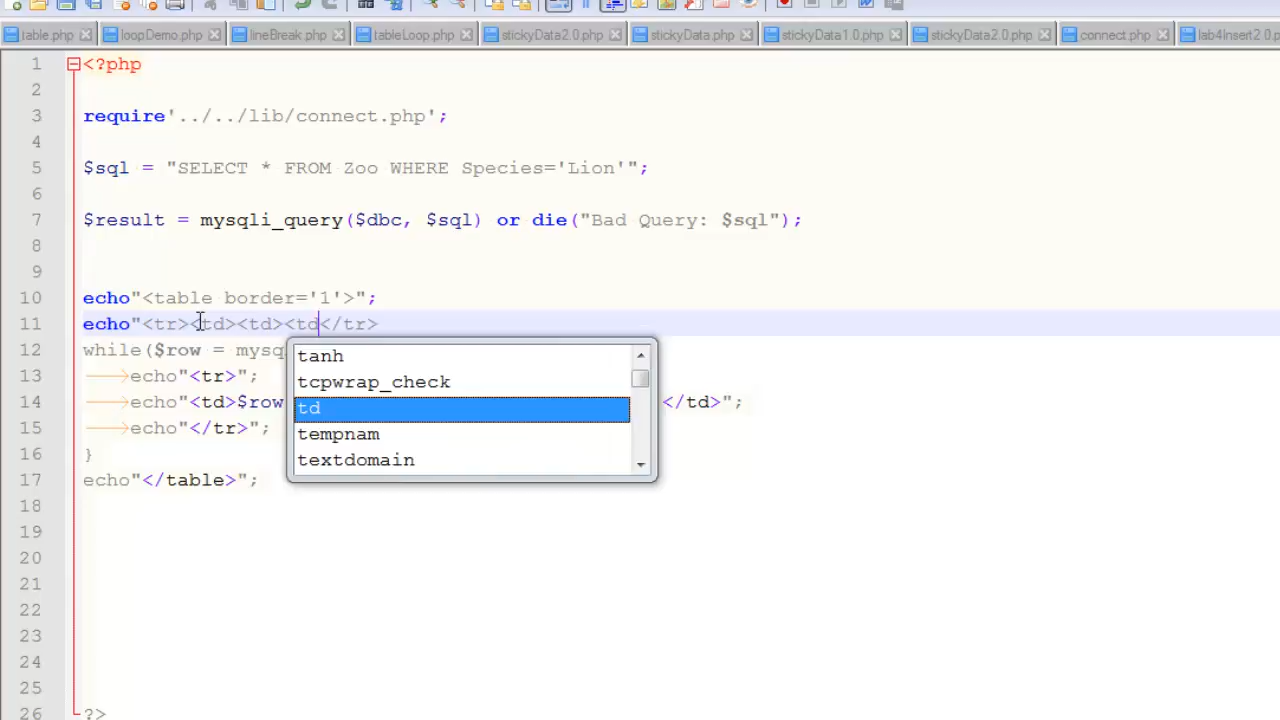 table.php loopDemo.php lineBreak.php tableLoop.php stickyData2.0.php stickyData.php stickyData1.0.php stickyData2.0.php connect.php lab4Insert2.0.p
1 <?php
2
3 require'../../lib/connect.php';
4
5 $sql = "SELECT * FROM Zoo WHERE Species='Lion'";
6
7 $result = mysqli_query($dbc, $sql) or die("Bad Query: $sql");
8
9
10 echo"<table border='1'>";
11 echo"<tr><td><td><td</tr>
12 while($row = mysq
tanh
13 echo"<tr>";
tcpwrap_check
14 echo"<td>$row </td>";
td
15 echo"</tr>";
tempnam
16 }
textdomain
17 echo"</table>";
18
19
20
21
22
23
24
25
26 ?>